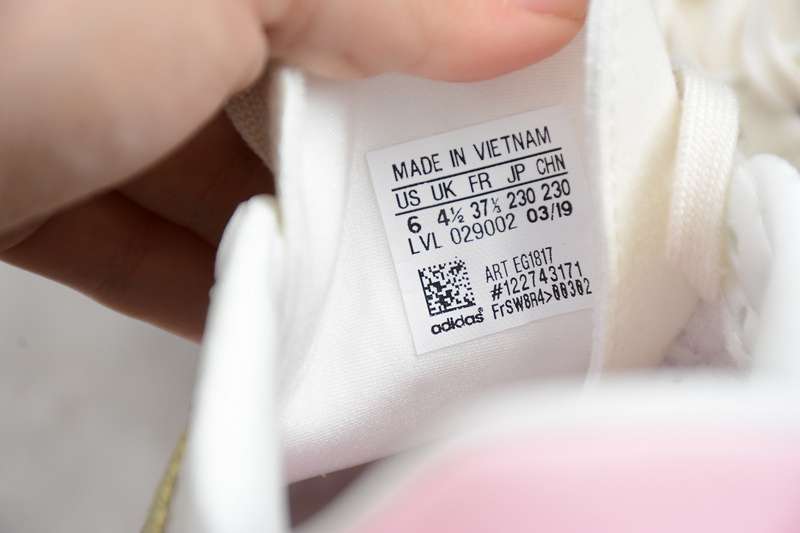 MADE IN VIETNAM
US UK FR JP CHN
6 4½ 37⅓ 230 230
LVL 029002 03/19
ART EG1817
#122743171
FrSW8R4>00302
adidas®